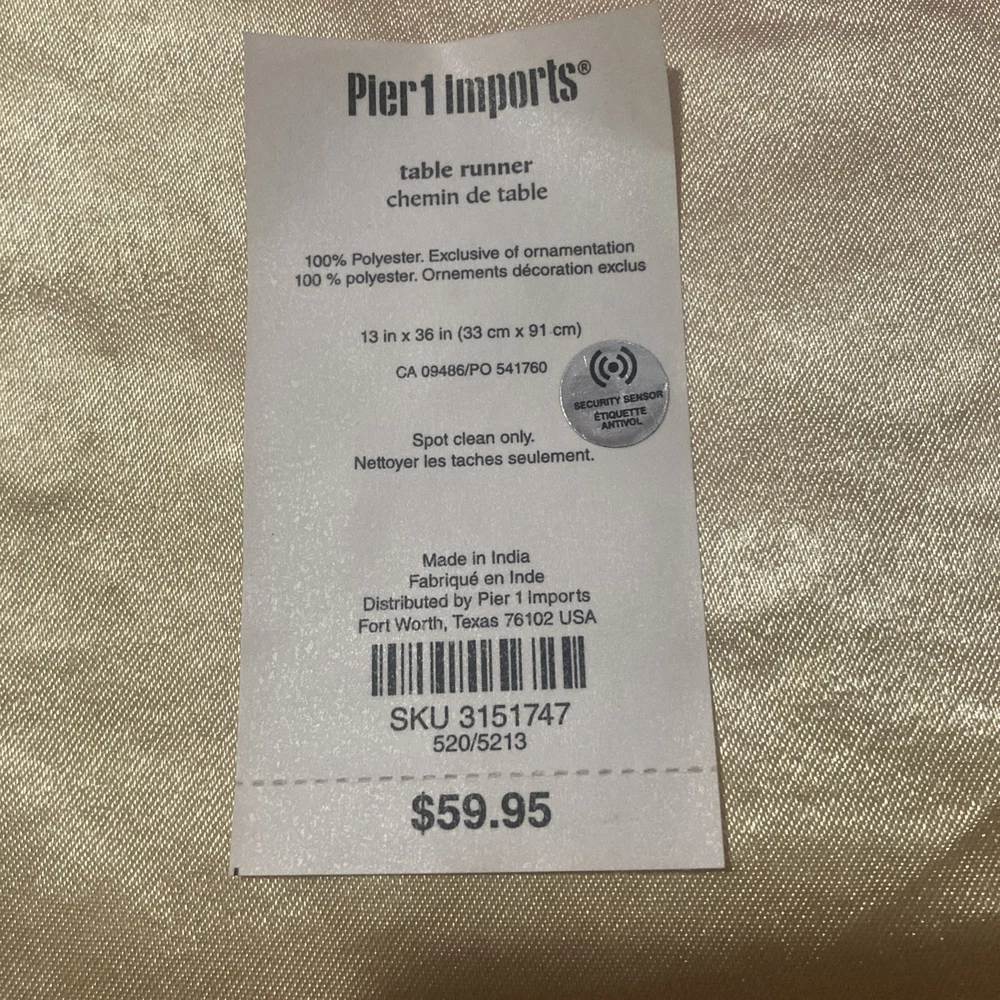 Pier1 imports®
table runner
chemin de table
100% Polyester. Exclusive of ornamentation
100 % polyester. Ornements décoration exclus
13 in x 36 in (33 cm x 91 cm)
CA 09486/PO 541760
SECURITY SENSOR
ÉTIQUETTE
ANTIVOL
Spot clean only.
Nettoyer les taches seulement.
Made in India
Fabriqué en Inde
Distributed by Pier 1 Imports
Fort Worth, Texas 76102 USA
SKU 3151747
520/5213
$59.95